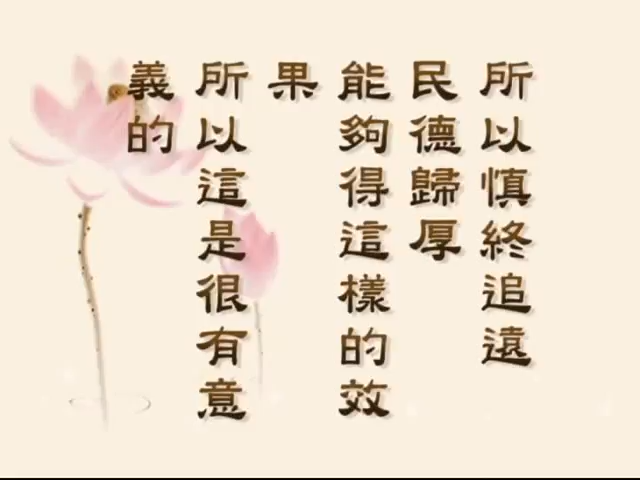 所以慎終追遠
民德歸厚
能夠得這樣的效
果
所以這是很有意
義的